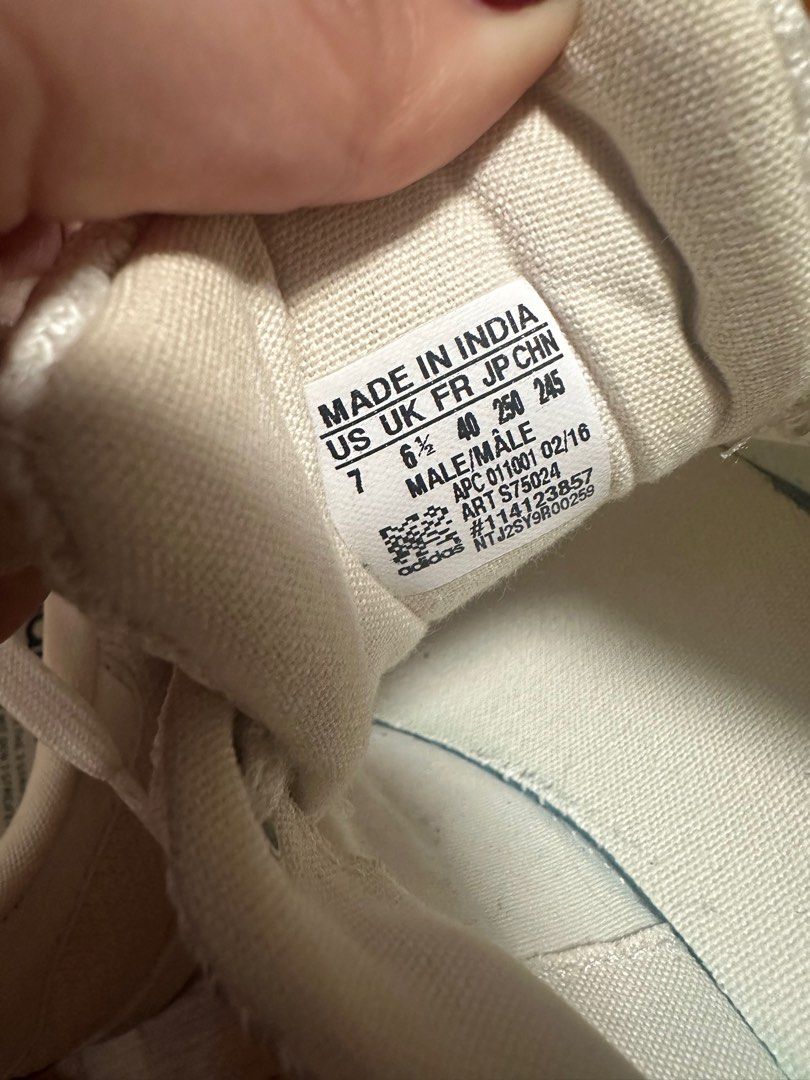 MADE IN INDIA
US UK FR JP CHN
7 6½ 40 250 245
MALE/MÂLE
APC 011001 02/16
ART S75024
#114123857
NTJ2SY9R00259
adidas